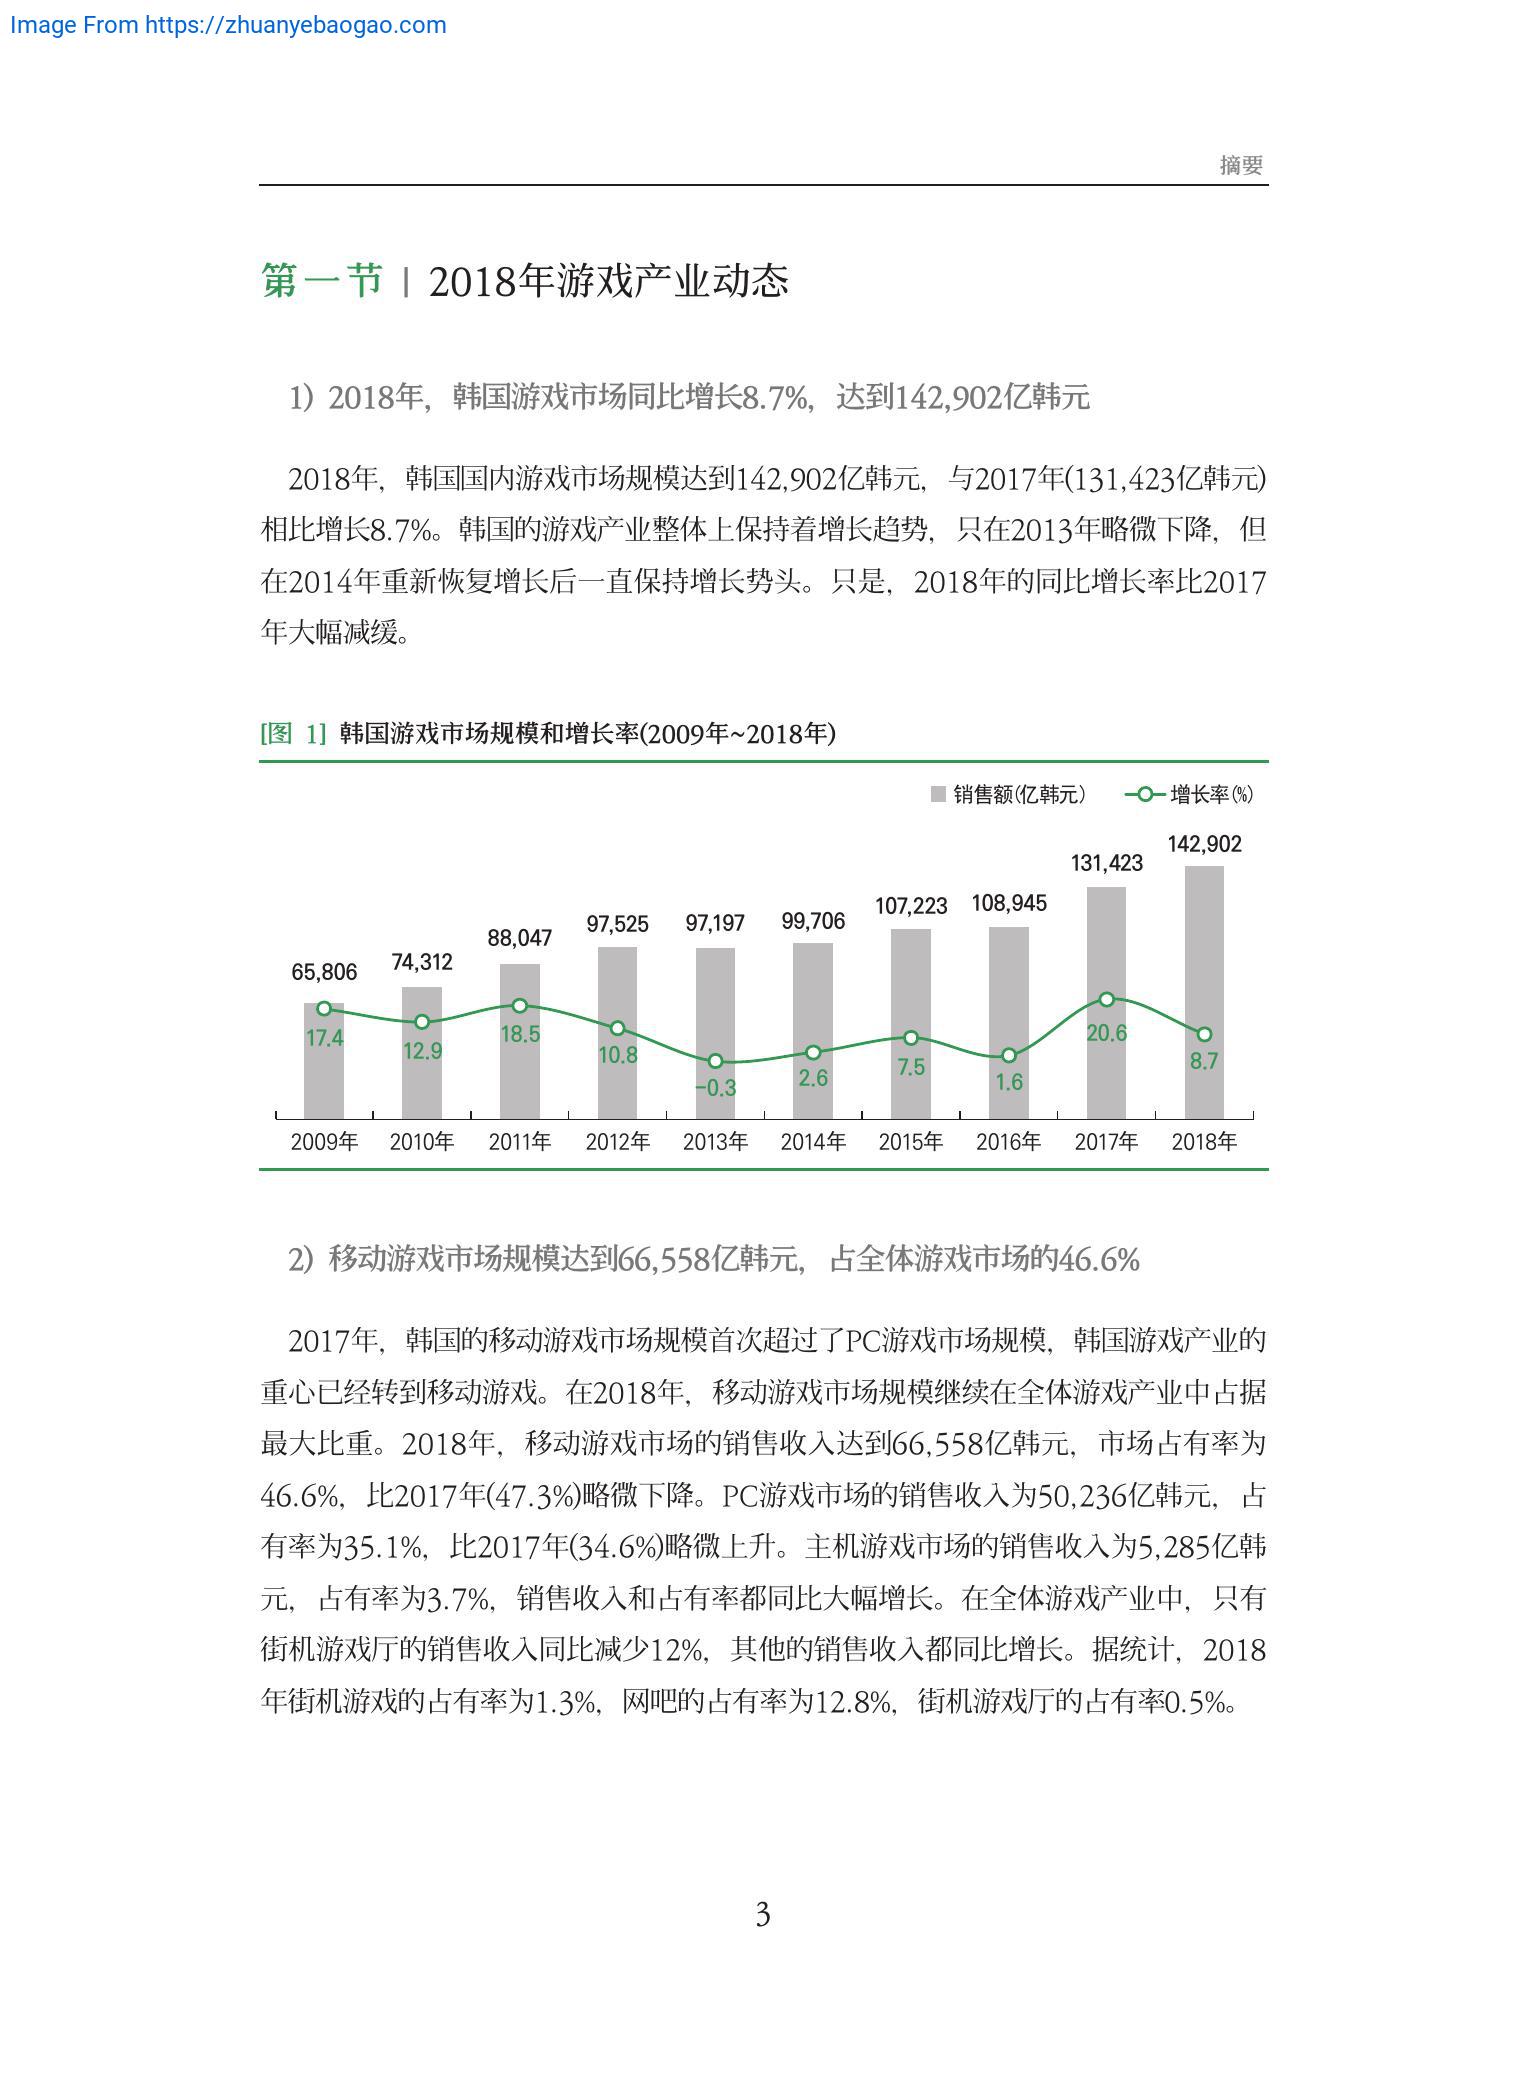 Image From https://zhuanyebaogao.com
摘要
第一节 | 2018年游戏产业动态
1) 2018年，韩国游戏市场同比增长8.7%，达到142,902亿韩元
2018年，韩国国内游戏市场规模达到142,902亿韩元，与2017年(131,423亿韩元)
相比增长8.7%。韩国的游戏产业整体上保持着增长趋势，只在2013年略微下降，但
在2014年重新恢复增长后一直保持增长势头。只是，2018年的同比增长率比2017
年大幅减缓。
[图 1] 韩国游戏市场规模和增长率(2009年~2018年)
销售额(亿韩元) 增长率(%)
65,806 74,312 88,047 97,525 97,197 99,706 107,223 108,945 131,423 142,902
17.4 12.9 18.5 10.8 -0.3 2.6 7.5 1.6 20.6 8.7
2009年 2010年 2011年 2012年 2013年 2014年 2015年 2016年 2017年 2018年
2) 移动游戏市场规模达到66,558亿韩元，占全体游戏市场的46.6%
2017年，韩国的移动游戏市场规模首次超过了PC游戏市场规模，韩国游戏产业的
重心已经转到移动游戏。在2018年，移动游戏市场规模继续在全体游戏产业中占据
最大比重。2018年，移动游戏市场的销售收入达到66,558亿韩元，市场占有率为
46.6%，比2017年(47.3%)略微下降。PC游戏市场的销售收入为50,236亿韩元，占
有率为35.1%，比2017年(34.6%)略微上升。主机游戏市场的销售收入为5,285亿韩
元，占有率为3.7%，销售收入和占有率都同比大幅增长。在全体游戏产业中，只有
街机游戏厅的销售收入同比减少12%，其他的销售收入都同比增长。据统计，2018
年街机游戏的占有率为1.3%，网吧的占有率为12.8%，街机游戏厅的占有率0.5%。
3